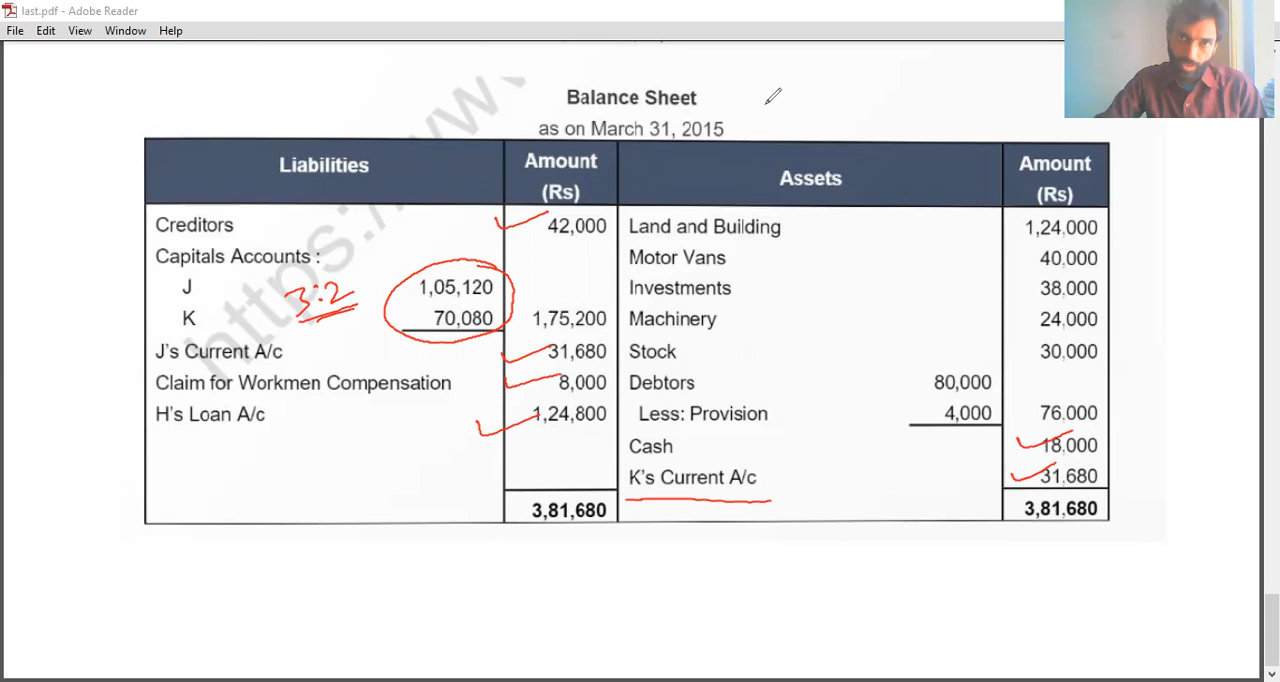 last.pdf - Adobe Reader
File Edit View Window Help
Balance Sheet
as on March 31, 2015
Liabilities Amount (Rs) Assets Amount (Rs)
Creditors 42,000 Land and Building 1,24,000
Capitals Accounts : Motor Vans 40,000
J 1,05,120 Investments 38,000
3:2
K 70,080 1,75,200 Machinery 24,000
J's Current A/c 31,680 Stock 30,000
Claim for Workmen Compensation 8,000 Debtors 80,000
H's Loan A/c 1,24,800 Less: Provision 4,000 76,000
Cash 18,000
K's Current A/c 31,680
3,81,680 3,81,680
https://www.